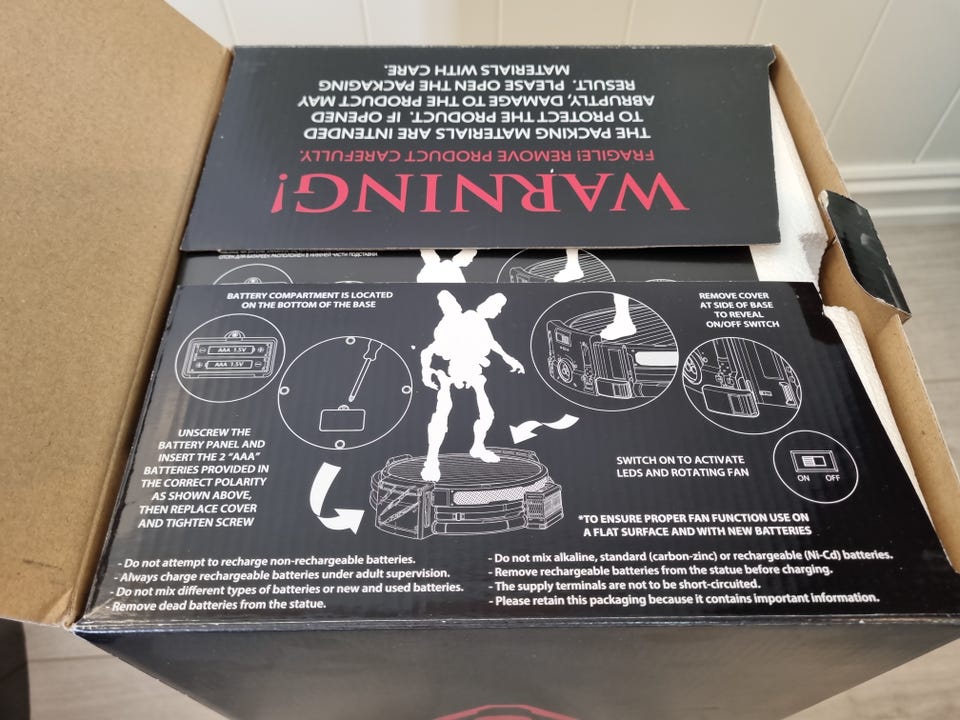 WARNING!
FRAGILE! REMOVE PRODUCT CAREFULLY.
THE PACKING MATERIALS ARE INTENDED
TO PROTECT THE PRODUCT. IF OPENED
ABRUPTLY, DAMAGE TO THE PRODUCT MAY
RESULT. PLEASE OPEN THE PACKAGING
MATERIALS WITH CARE.
BATTERY COMPARTMENT IS LOCATED
ON THE BOTTOM OF THE BASE
AAA 1.5V
AAA 1.5V
UNSCREW THE
BATTERY PANEL AND
INSERT THE 2 "AAA"
BATTERIES PROVIDED IN
THE CORRECT POLARITY
AS SHOWN ABOVE,
THEN REPLACE COVER
AND TIGHTEN SCREW
REMOVE COVER
AT SIDE OF BASE
TO REVEAL
ON/OFF SWITCH
SWITCH ON TO ACTIVATE
LEDS AND ROTATING FAN
ON OFF
*TO ENSURE PROPER FAN FUNCTION USE ON
A FLAT SURFACE AND WITH NEW BATTERIES
- Do not attempt to recharge non-rechargeable batteries.
- Always charge rechargeable batteries under adult supervision.
- Do not mix different types of batteries or new and used batteries.
- Remove dead batteries from the statue.
- Do not mix alkaline, standard (carbon-zinc) or rechargeable (Ni-Cd) batteries.
- Remove rechargeable batteries from the statue before charging.
- The supply terminals are not to be short-circuited.
- Please retain this packaging because it contains important information.